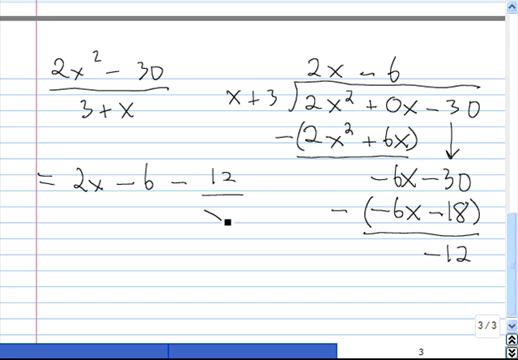 2x² - 30 / 3 + x
2x - 6
x + 3 ) 2x² + 0x - 30
-(2x² + 6x)
-6x - 30
= 2x - 6 - 12 /
- (-6x - 18)
-12
3 / 3
3